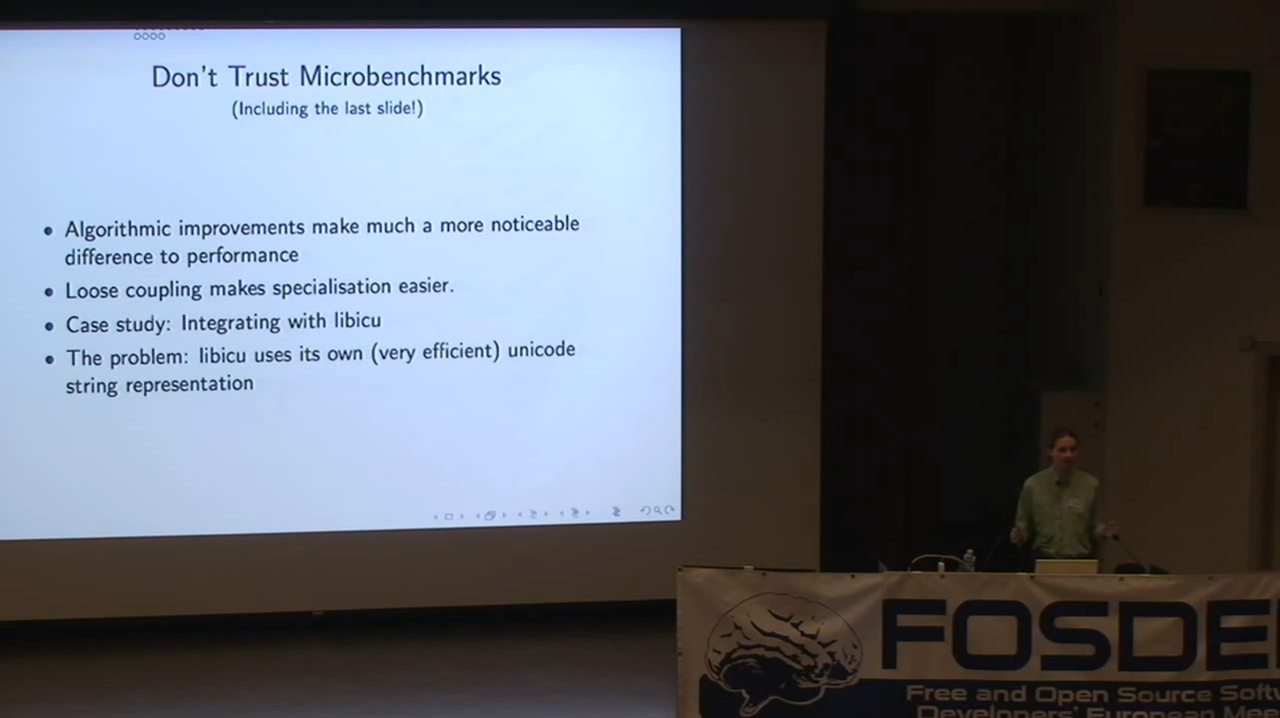 Don't Trust Microbenchmarks
(Including the last slide!)
• Algorithmic improvements make much a more noticeable
difference to performance
• Loose coupling makes specialisation easier.
• Case study: Integrating with libicu
• The problem: libicu uses its own (very efficient) unicode
string representation
FOSDE
Free and Open Source Softw
Developers' European Mee